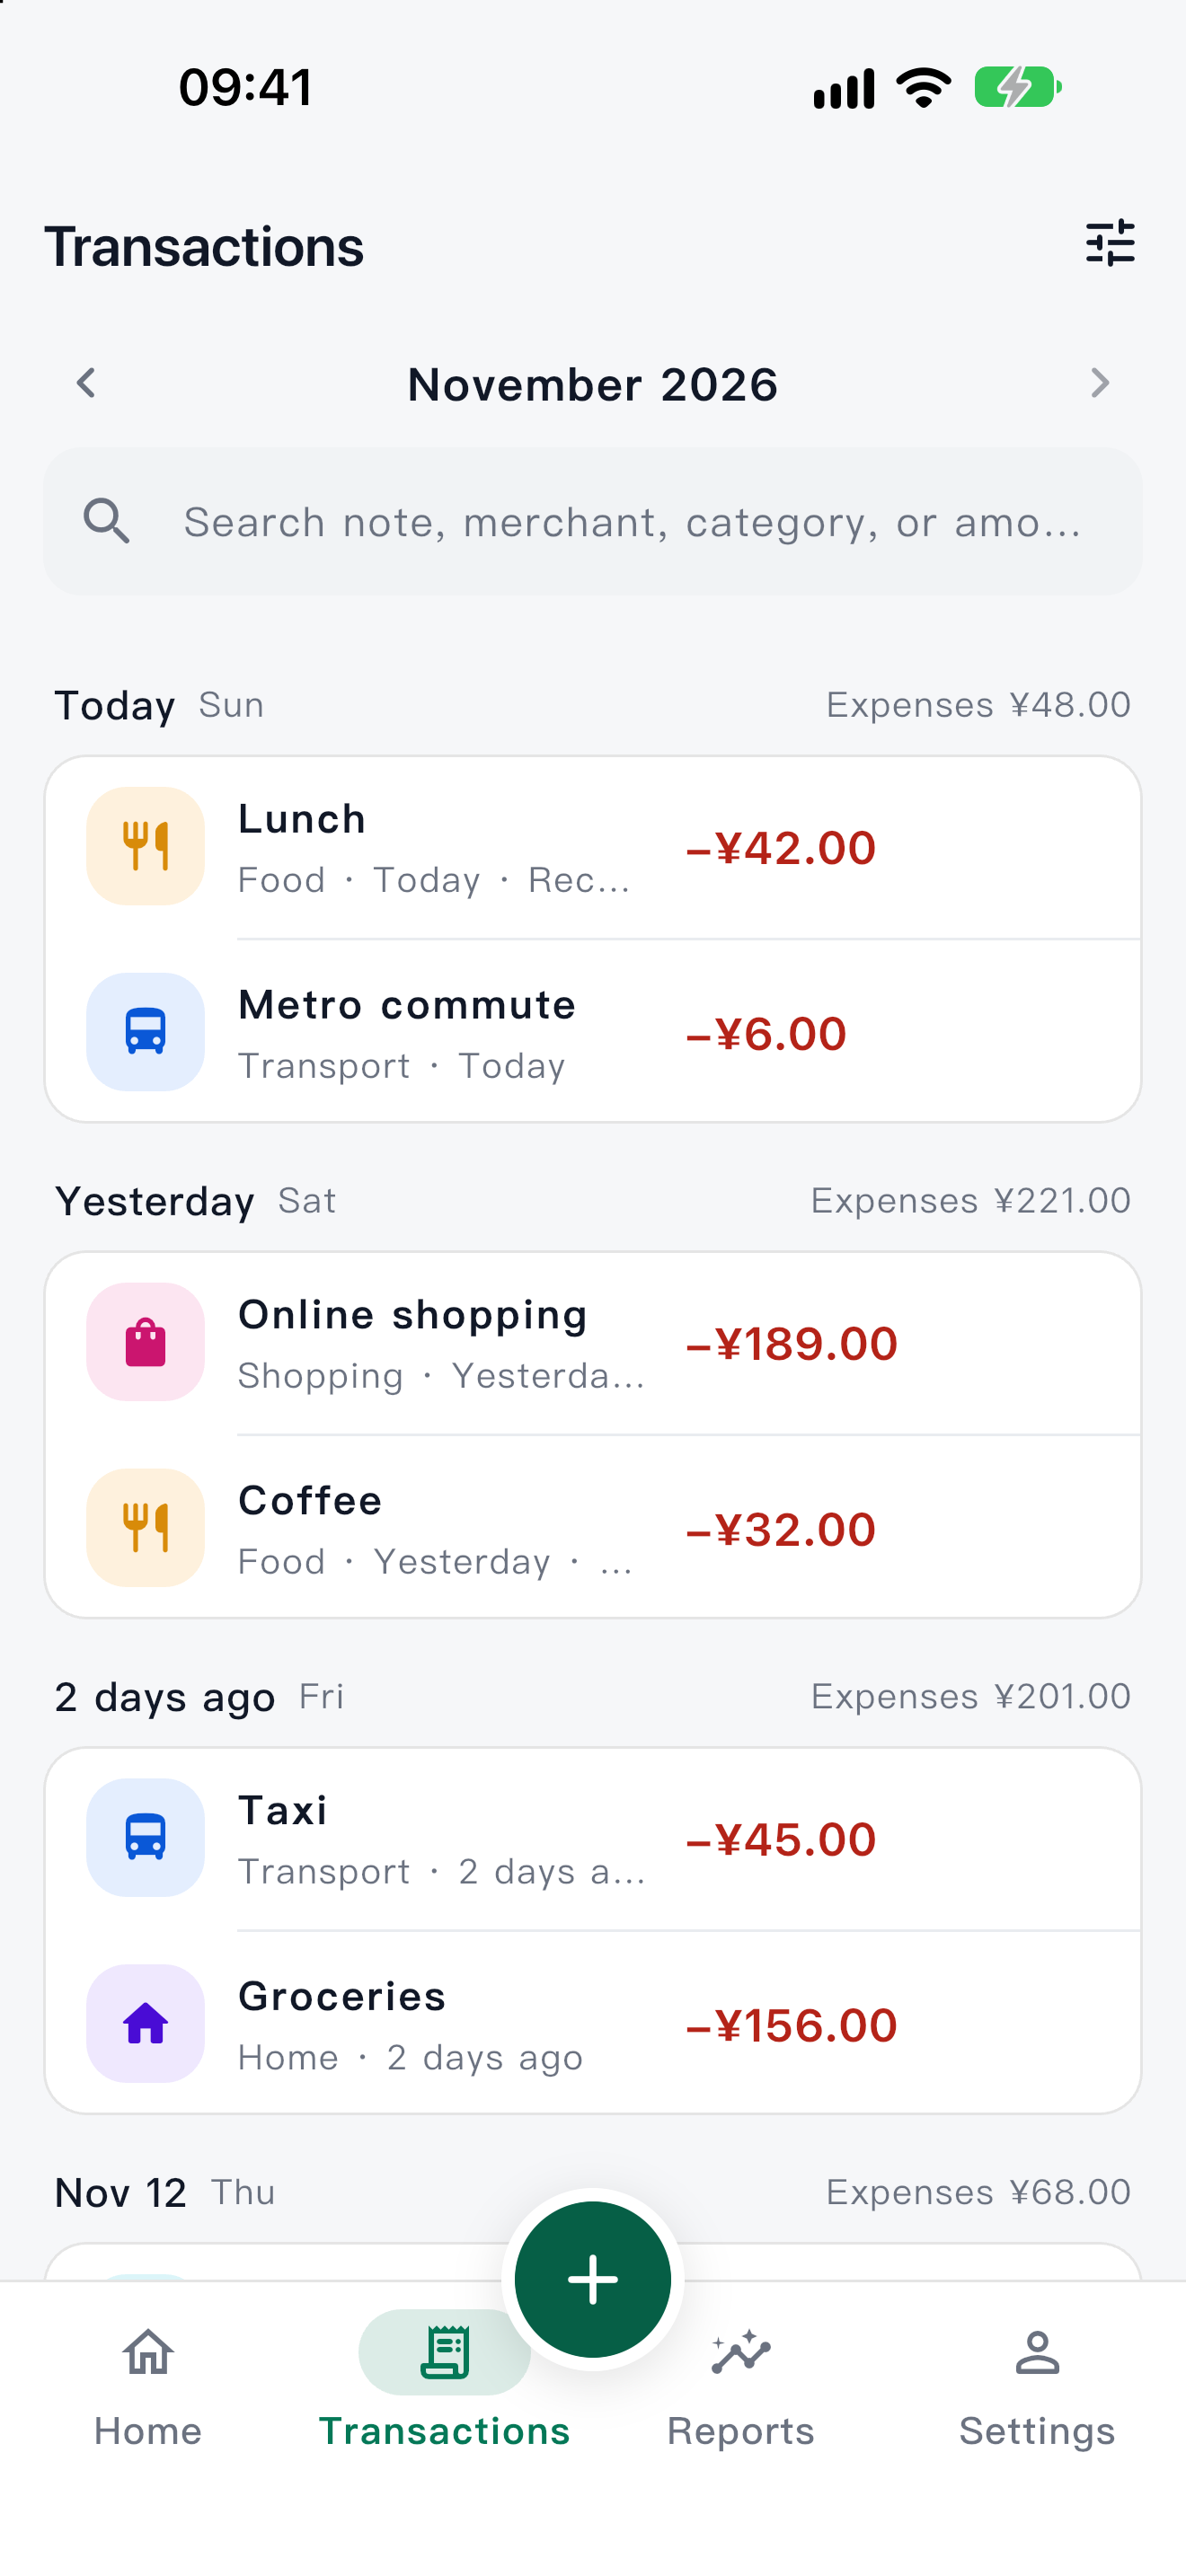 09:41
Transactions
November 2026
Search note, merchant, category, or amo...
Today Sun Expenses ¥48.00
Lunch
−¥42.00
Food · Today · Rec...
Metro commute
−¥6.00
Transport · Today
Yesterday Sat Expenses ¥221.00
Online shopping
−¥189.00
Shopping · Yesterda...
Coffee
−¥32.00
Food · Yesterday · ...
2 days ago Fri Expenses ¥201.00
Taxi
−¥45.00
Transport · 2 days a...
Groceries
−¥156.00
Home · 2 days ago
Nov 12 Thu Expenses ¥68.00
Home Transactions Reports Settings